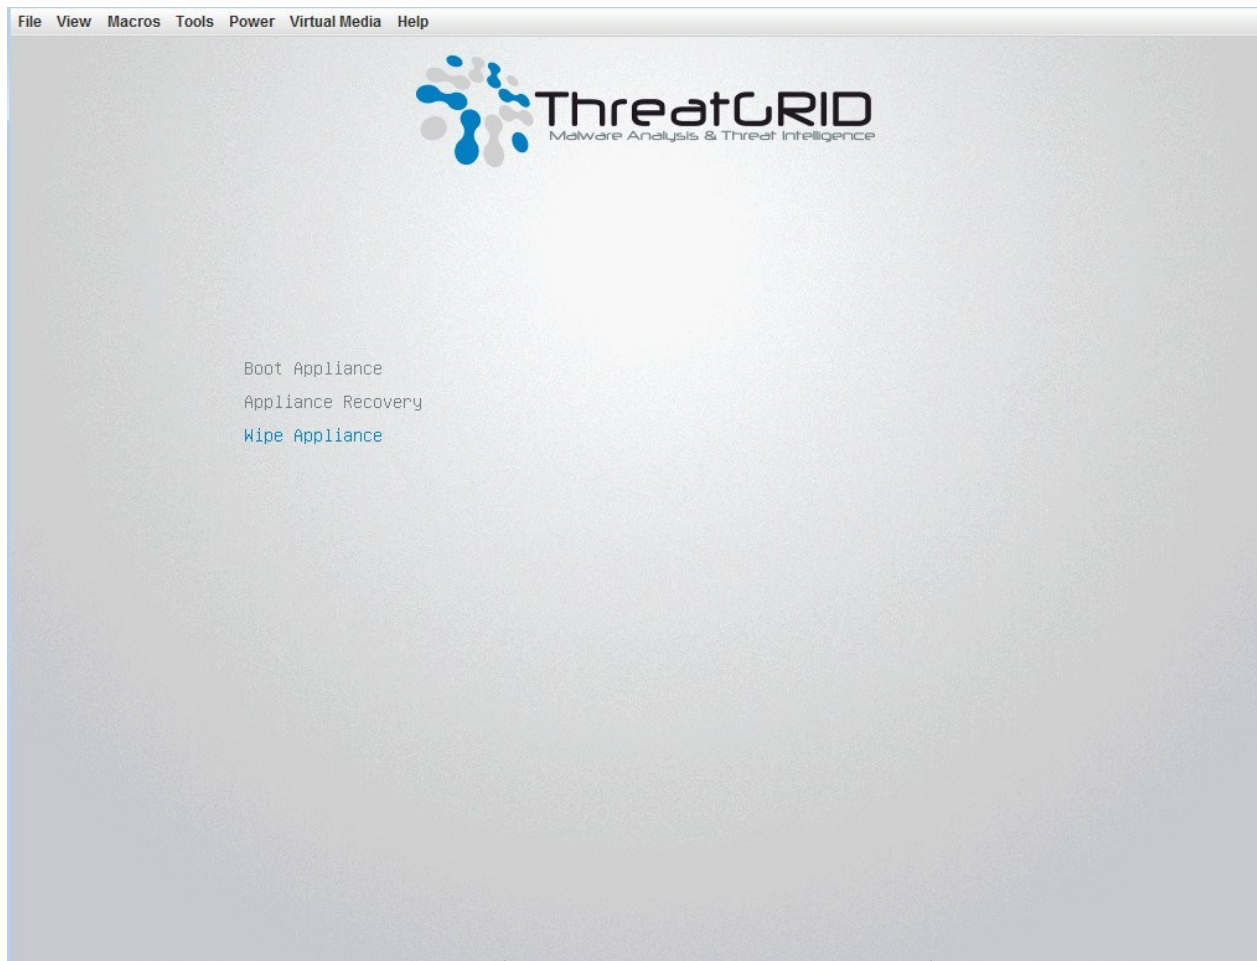 File View Macros Tools Power Virtual Media Help
ThreatGRID
Malware Analysis & Threat Intelligence
Boot Appliance
Appliance Recovery
Wipe Appliance